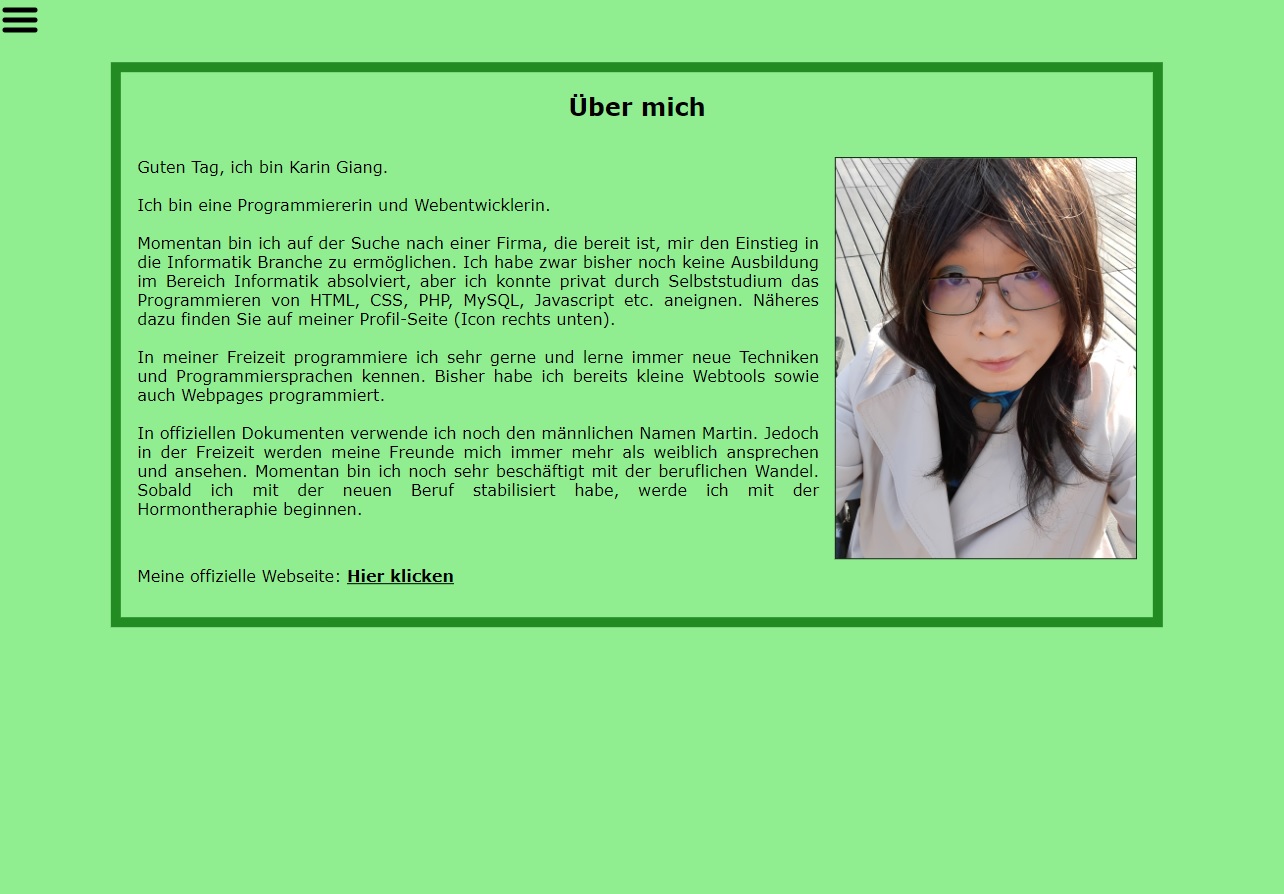 Über mich
Guten Tag, ich bin Karin Giang.
Ich bin eine Programmiererin und Webentwicklerin.
Momentan bin ich auf der Suche nach einer Firma, die bereit ist, mir den Einstieg in
die Informatik Branche zu ermöglichen. Ich habe zwar bisher noch keine Ausbildung
im Bereich Informatik absolviert, aber ich konnte privat durch Selbststudium das
Programmieren von HTML, CSS, PHP, MySQL, Javascript etc. aneignen. Näheres
dazu finden Sie auf meiner Profil-Seite (Icon rechts unten).
In meiner Freizeit programmiere ich sehr gerne und lerne immer neue Techniken
und Programmiersprachen kennen. Bisher habe ich bereits kleine Webtools sowie
auch Webpages programmiert.
In offiziellen Dokumenten verwende ich noch den männlichen Namen Martin. Jedoch
in der Freizeit werden meine Freunde mich immer mehr als weiblich ansprechen
und ansehen. Momentan bin ich noch sehr beschäftigt mit der beruflichen Wandel.
Sobald ich mit der neuen Beruf stabilisiert habe, werde ich mit der
Hormontheraphie beginnen.
Meine offizielle Webseite: Hier klicken